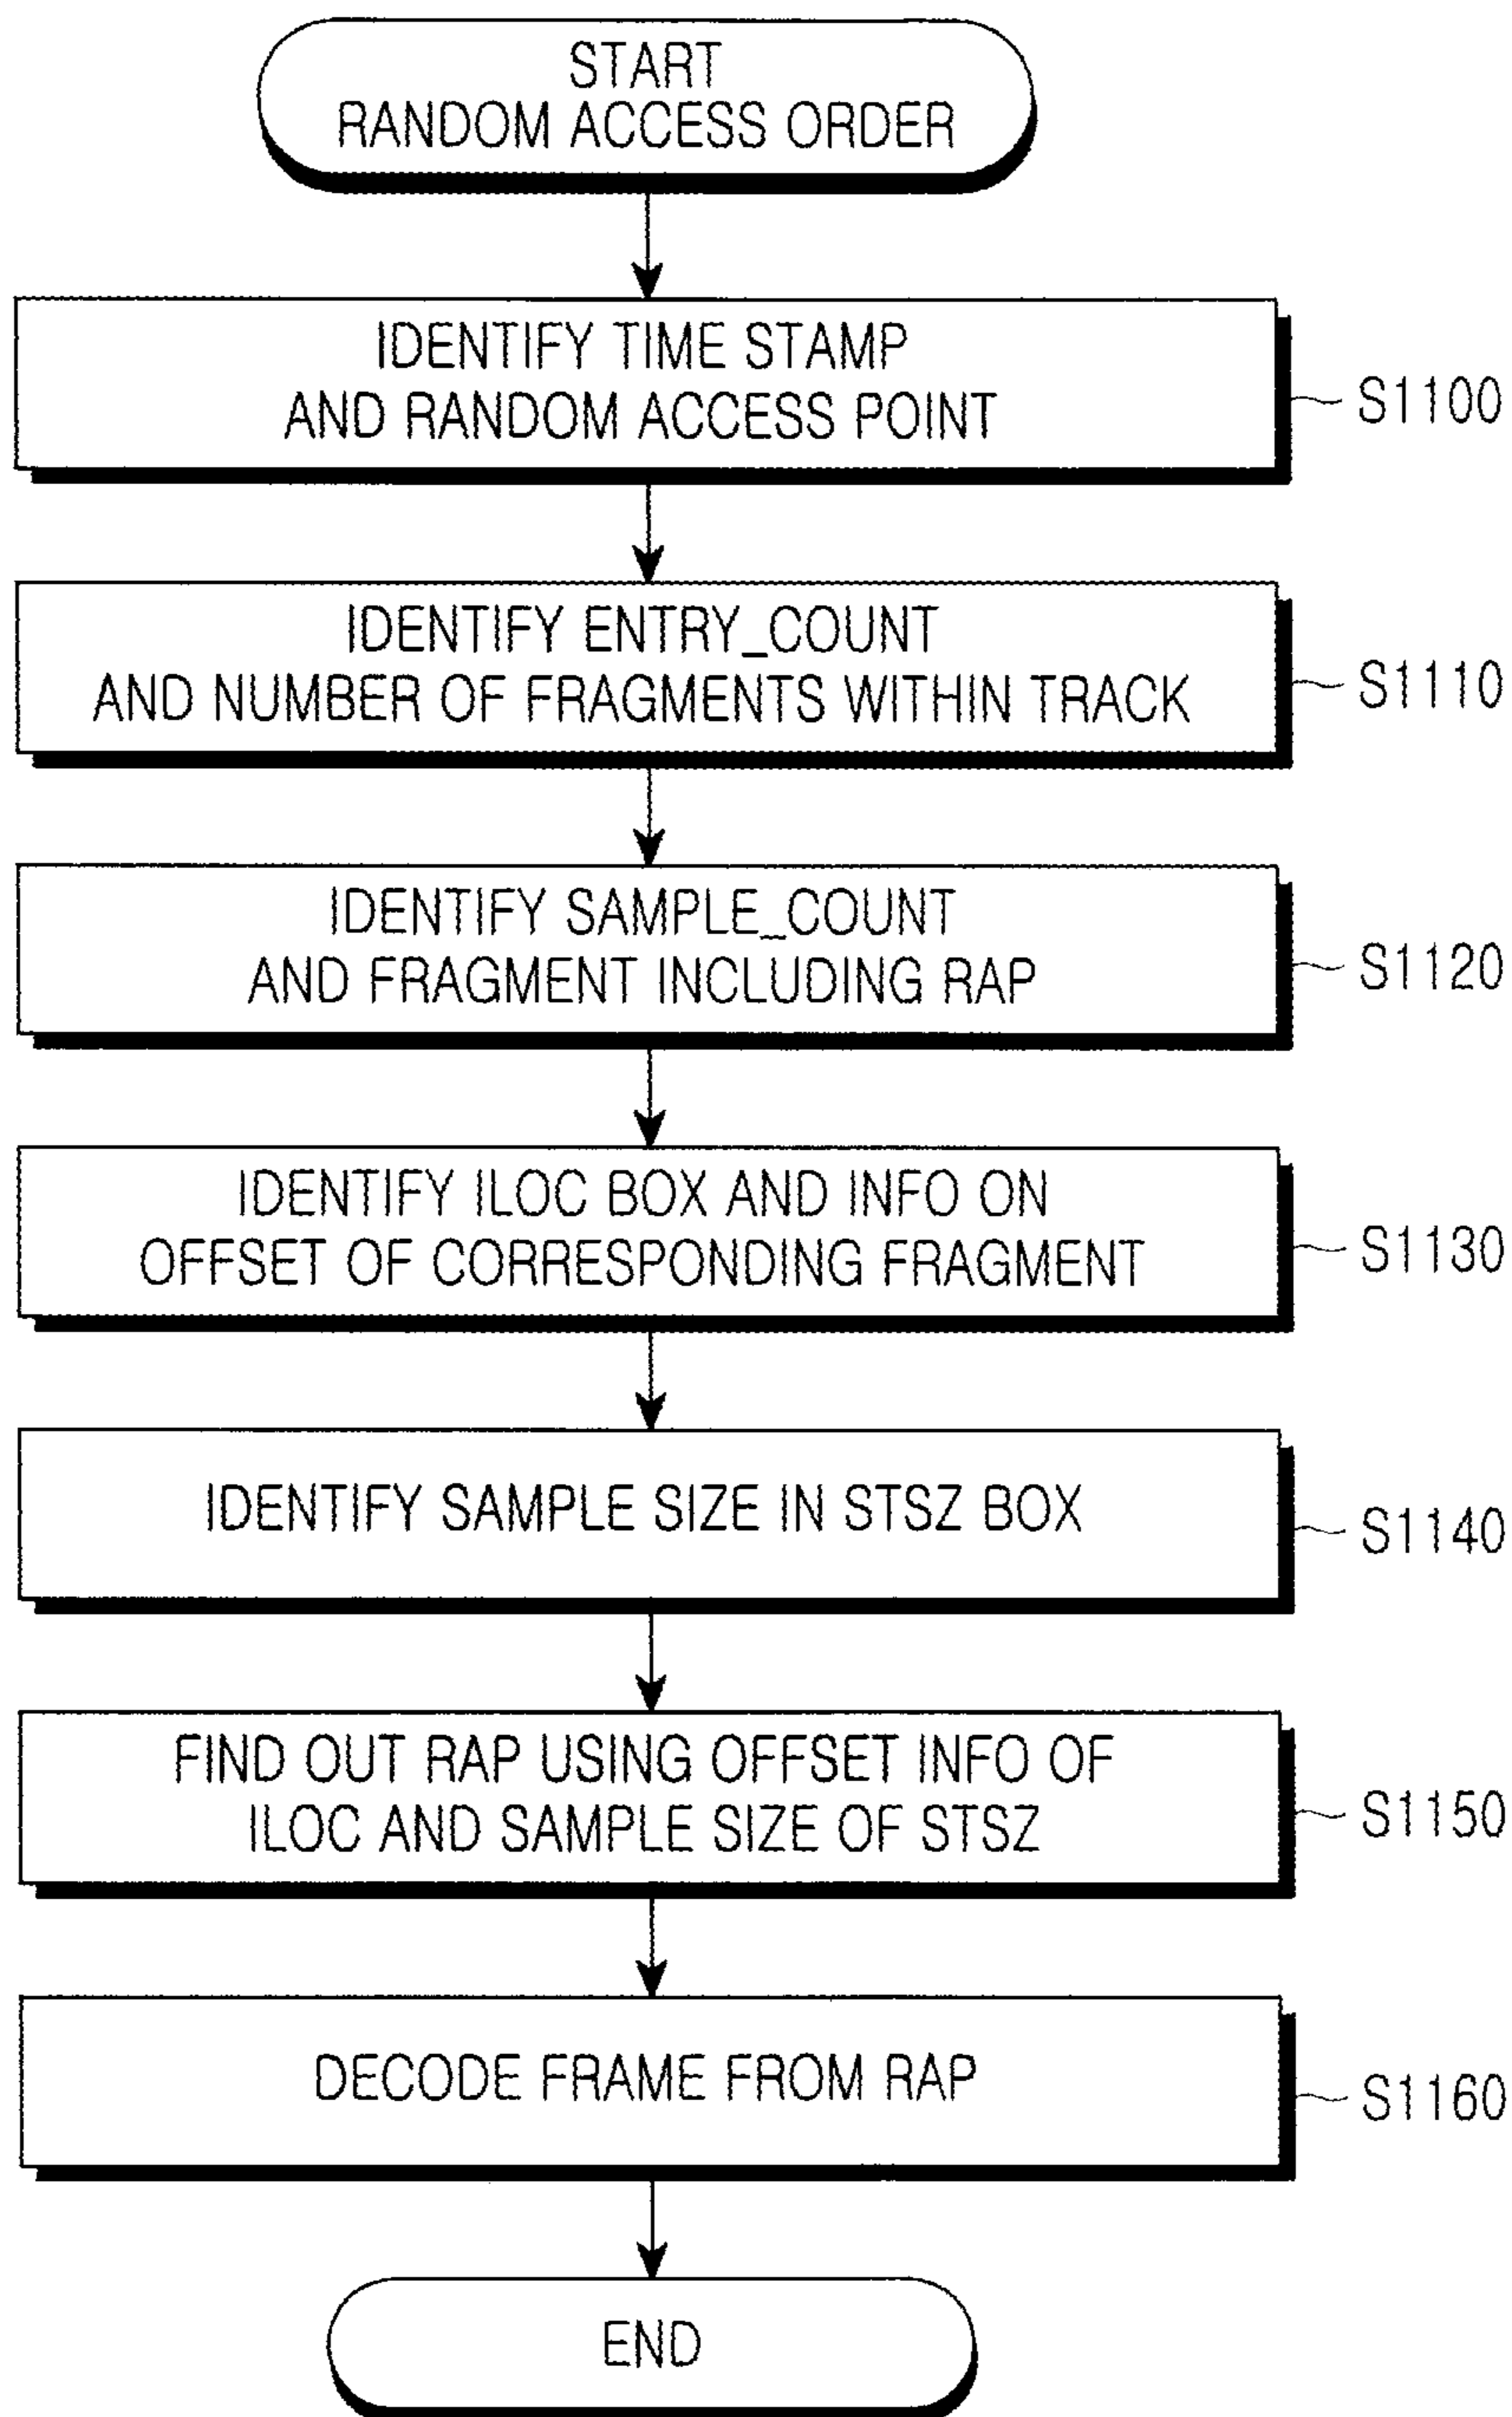 START
RANDOM ACCESS ORDER
IDENTIFY TIME STAMP
AND RANDOM ACCESS POINT
S1100
IDENTIFY ENTRY_COUNT
AND NUMBER OF FRAGMENTS WITHIN TRACK
S1110
IDENTIFY SAMPLE_COUNT
AND FRAGMENT INCLUDING RAP
S1120
IDENTIFY ILOC BOX AND INFO ON
OFFSET OF CORRESPONDING FRAGMENT
S1130
IDENTIFY SAMPLE SIZE IN STSZ BOX
S1140
FIND OUT RAP USING OFFSET INFO OF
ILOC AND SAMPLE SIZE OF STSZ
S1150
DECODE FRAME FROM RAP
S1160
END